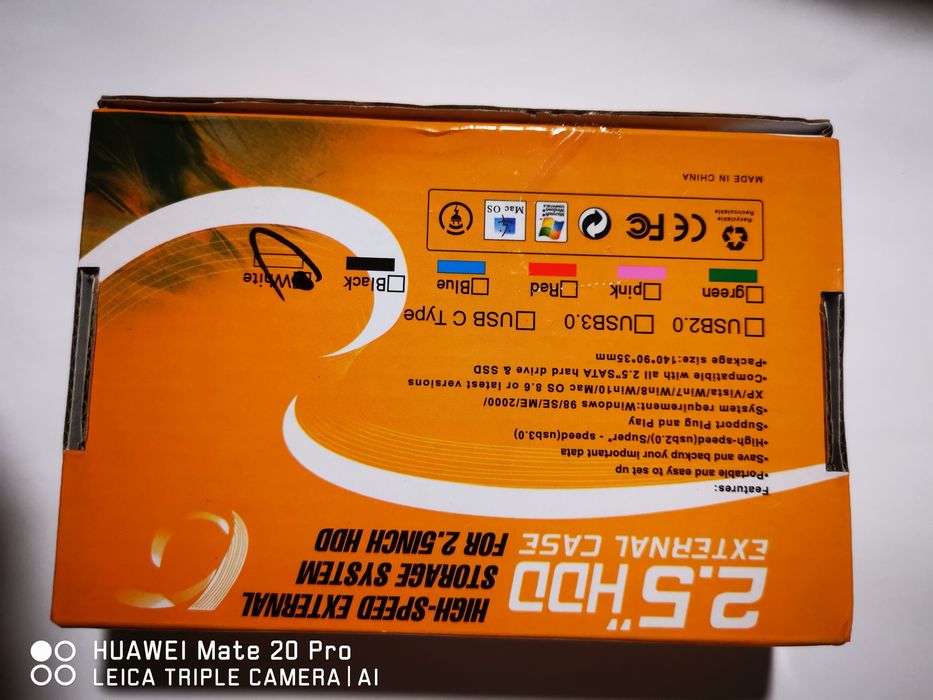 2.5"HDD
EXTERNAL CASE
HIGH-SPEED EXTERNAL
STORAGE SYSTEM
FOR 2.5INCH HDD
Features:
•Portable and easy to set up
•Save and backup your important data
•High-speed(usb2.0)/Super" - speed(usb3.0)
•Support Plug and Play
•System requirement:Windows 98/SE/ME/2000/
XP/Vista/Win7/Win8/Win10/Mac OS 8.6 or latest versions
•Compatible with all 2.5"SATA hard drive & SSD
•Package size:140*90*35mm
USB2.0 USB3.0 USB C Type
green pink Red Blue Black White
Recyclable
Recirculable
CE FC Mac OS
MADE IN CHINA
HUAWEI Mate 20 Pro
LEICA TRIPLE CAMERA | AI